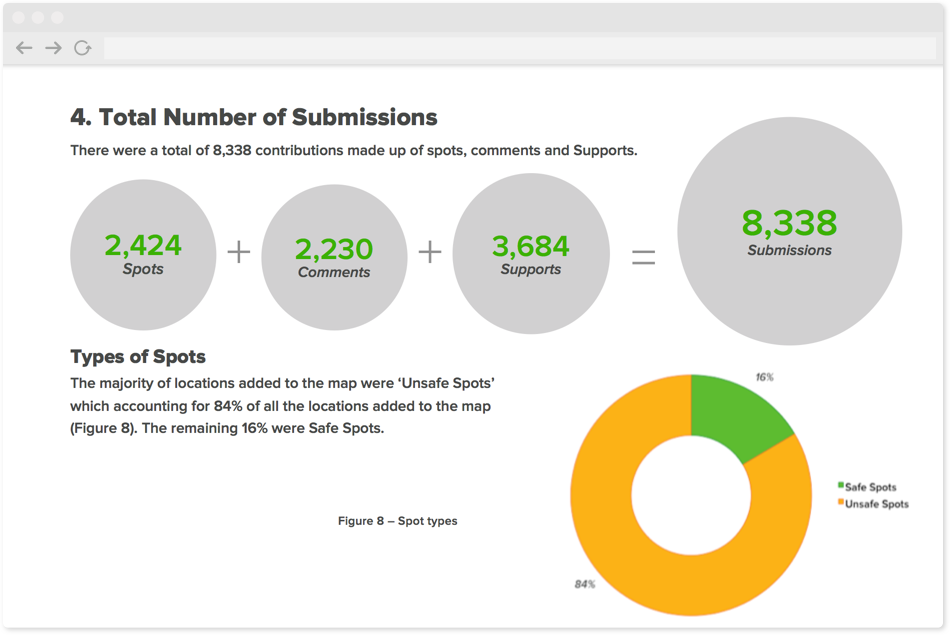 4. Total Number of Submissions
There were a total of 8,338 contributions made up of spots, comments and Supports.
2,424
Spots
+
2,230
Comments
+
3,684
Supports
=
8,338
Submissions
Types of Spots
The majority of locations added to the map were ‘Unsafe Spots’
which accounting for 84% of all the locations added to the map
(Figure 8). The remaining 16% were Safe Spots.
Figure 8 – Spot types
16%
Safe Spots
Unsafe Spots
84%